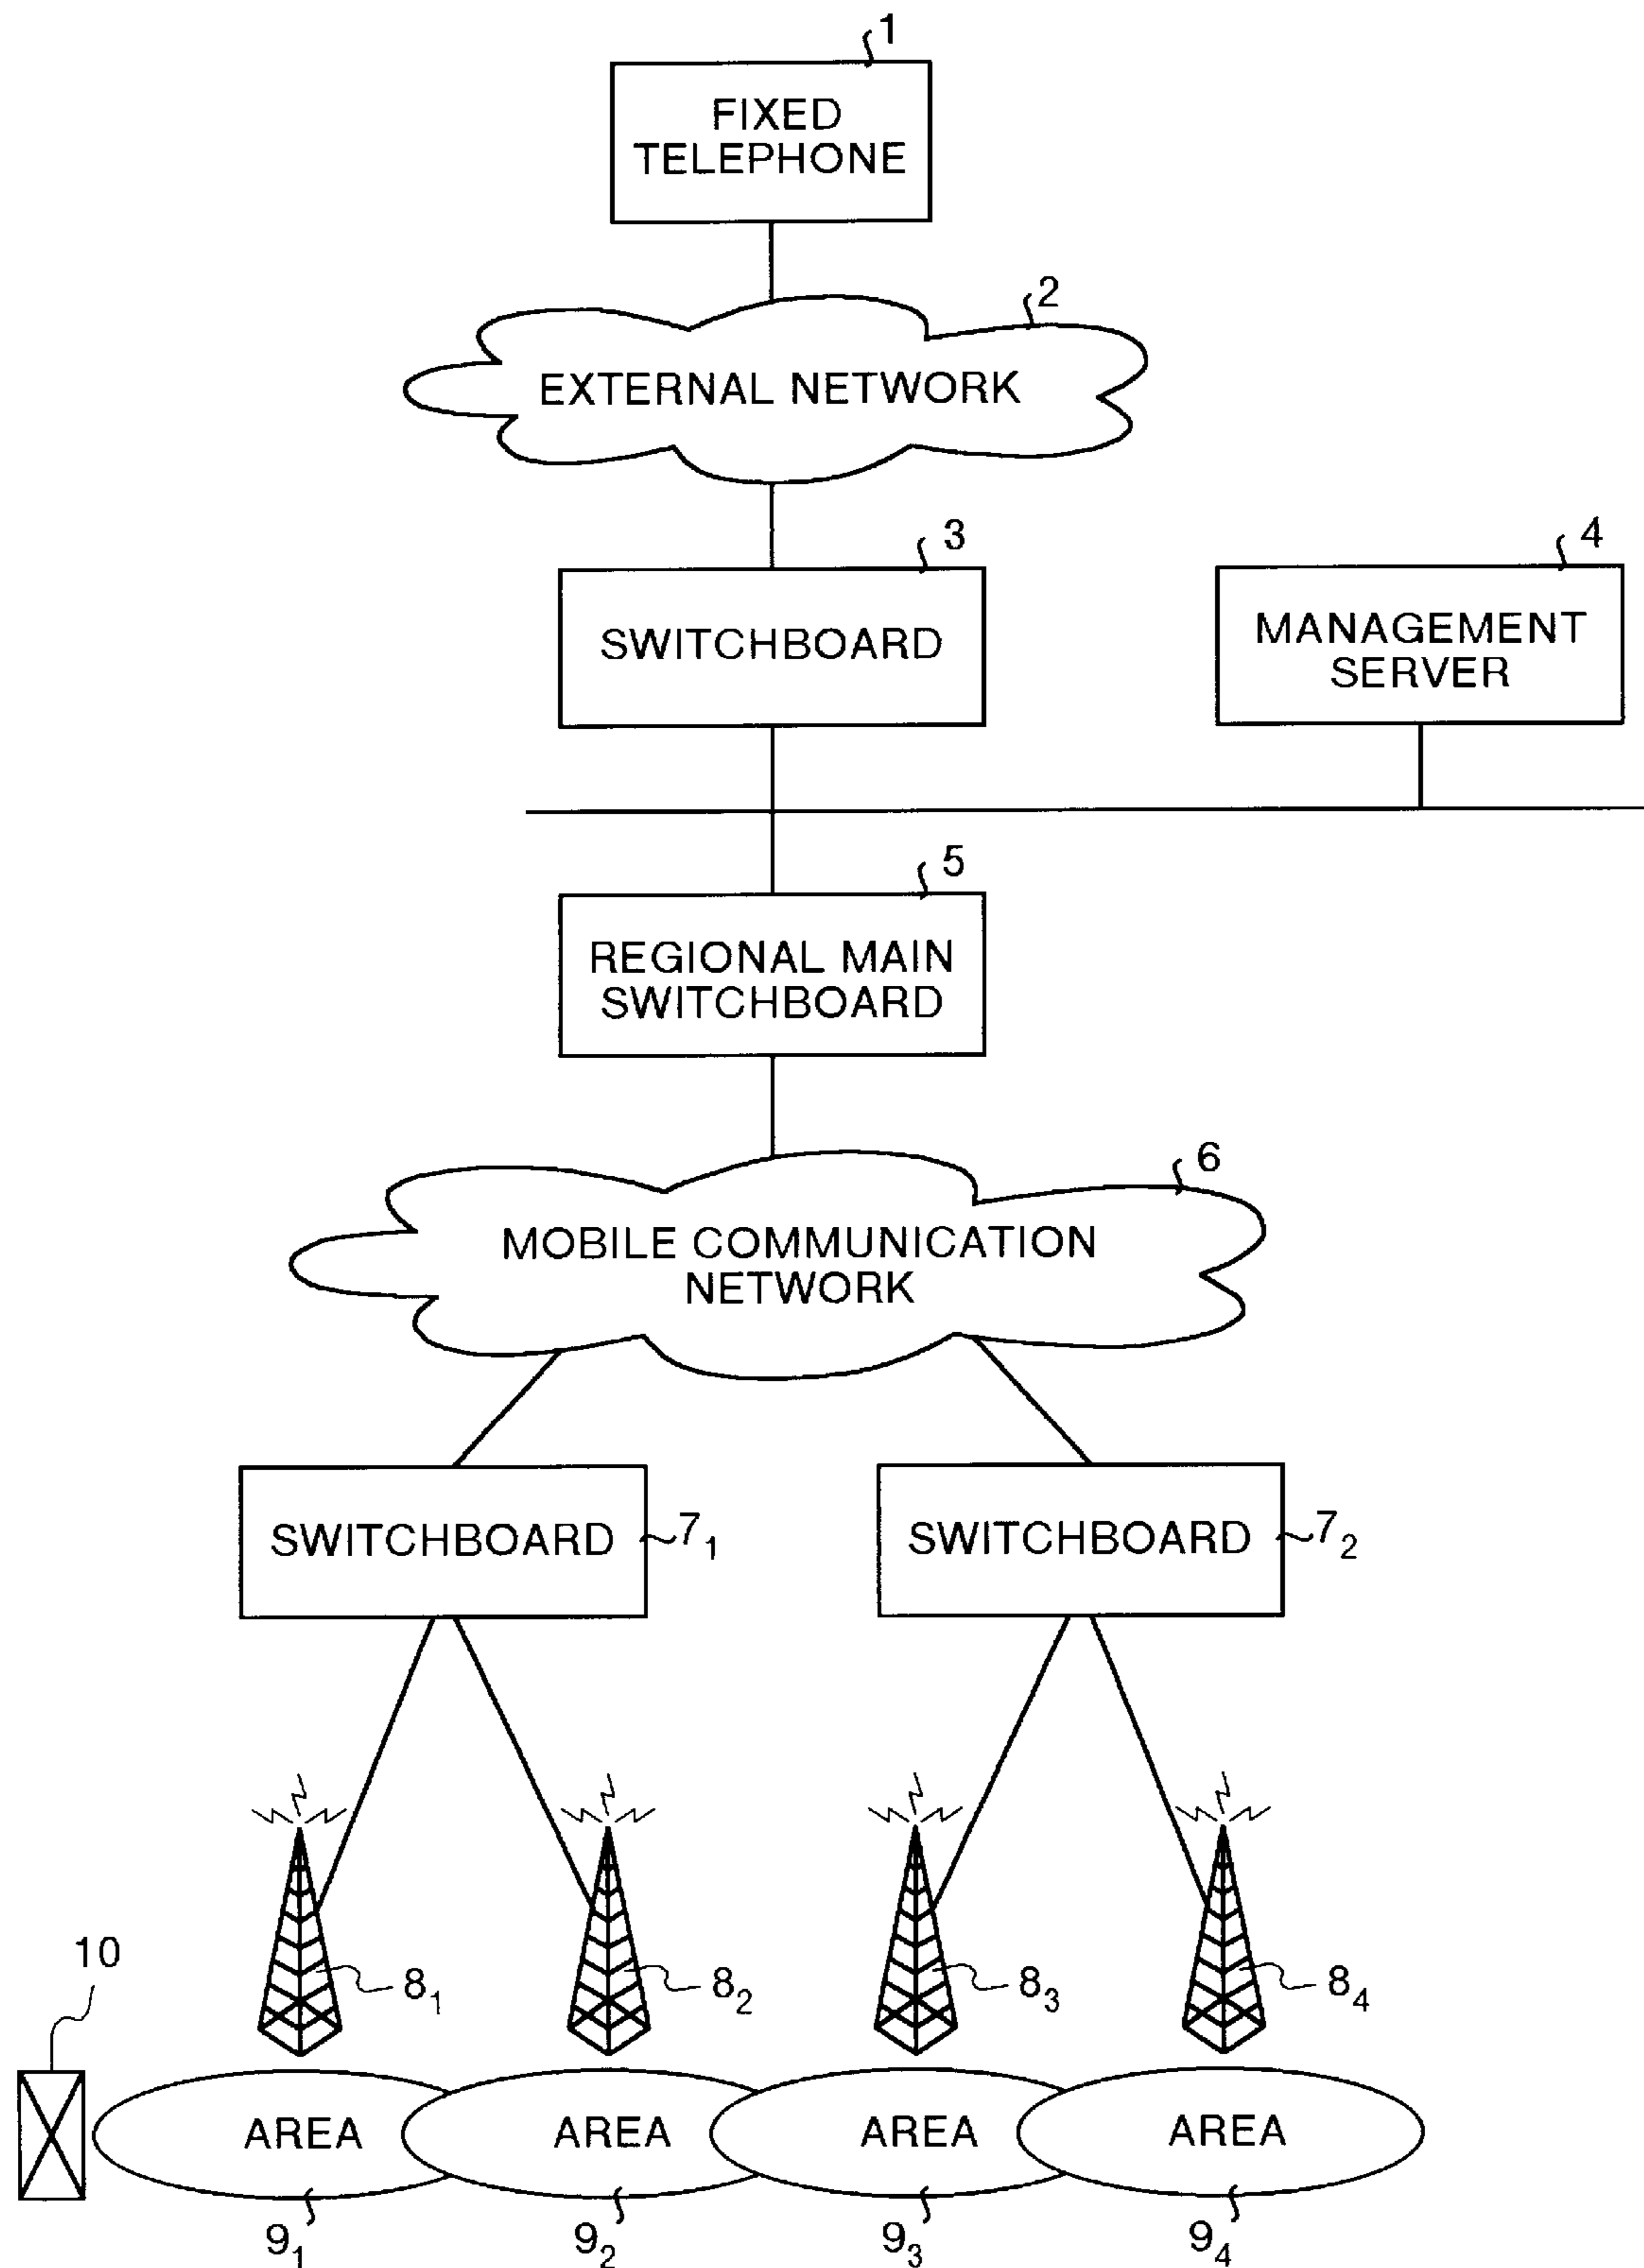 1
FIXED
TELEPHONE
2
EXTERNAL NETWORK
3
SWITCHBOARD
4
MANAGEMENT
SERVER
5
REGIONAL MAIN
SWITCHBOARD
6
MOBILE COMMUNICATION
NETWORK
SWITCHBOARD 7₁
SWITCHBOARD 7₂
10
8₁ 8₂ 8₃ 8₄
AREA AREA AREA AREA
9₁ 9₂ 9₃ 9₄